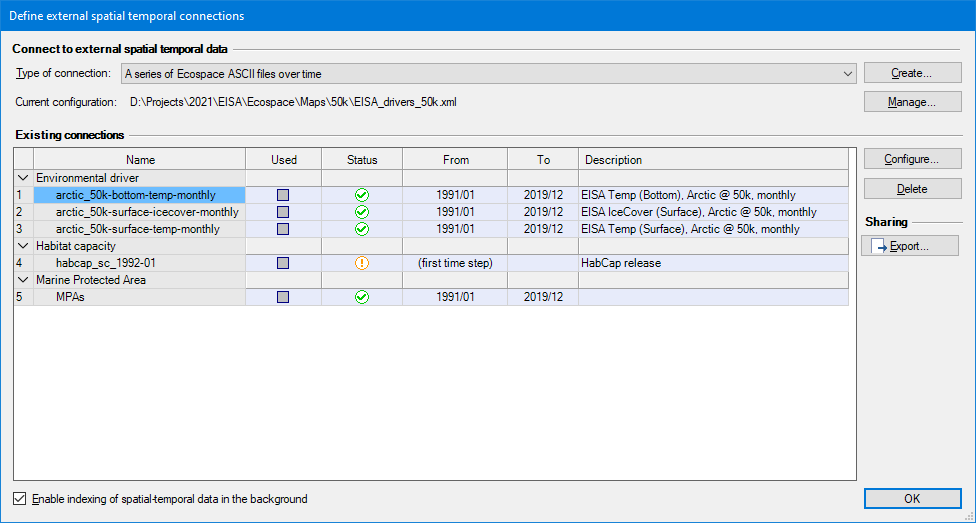 Define external spatial temporal connections
Connect to external spatial temporal data
Type of connection: A series of Ecospace ASCII files over time Create...
Current configuration: D:\Projects\2021\EISA\Ecospace\Maps\50k\EISA_drivers_50k.xml Manage...
Existing connections
Name Used Status From To Description Configure...
Environmental driver
1 arctic_50k-bottom-temp-monthly 1991/01 2019/12 EISA Temp (Bottom), Arctic @ 50k, monthly Delete
2 arctic_50k-surface-icecover-monthly 1991/01 2019/12 EISA IceCover (Surface), Arctic @ 50k, monthly
3 arctic_50k-surface-temp-monthly 1991/01 2019/12 EISA Temp (Surface), Arctic @ 50k, monthly Sharing
Habitat capacity Export...
4 habcap_sc_1992-01 (first time step) HabCap release
Marine Protected Area
5 MPAs 1991/01 2019/12
Enable indexing of spatial-temporal data in the background OK